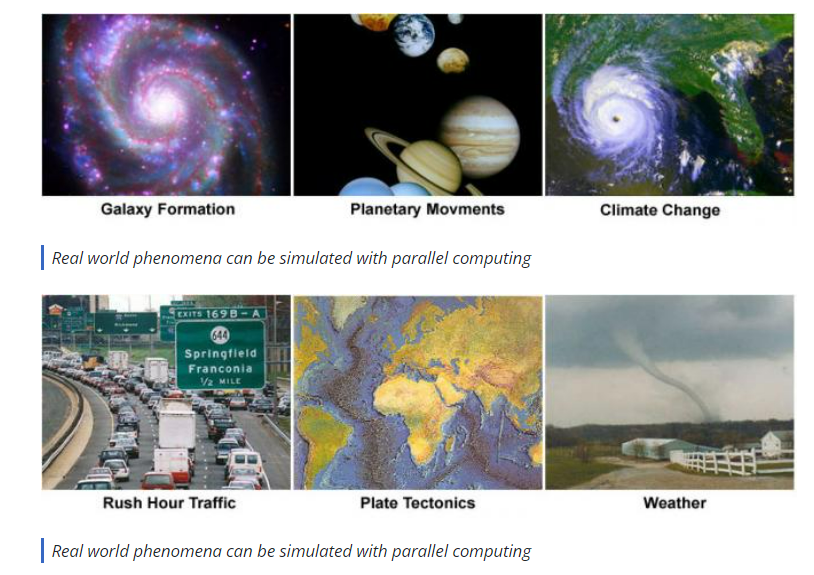 Galaxy Formation
Planetary Movments
Climate Change
Real world phenomena can be simulated with parallel computing
EXITS 169B-A
644
Springfield
Franconia
1/2 MILE
Rush Hour Traffic
Plate Tectonics
Weather
Real world phenomena can be simulated with parallel computing